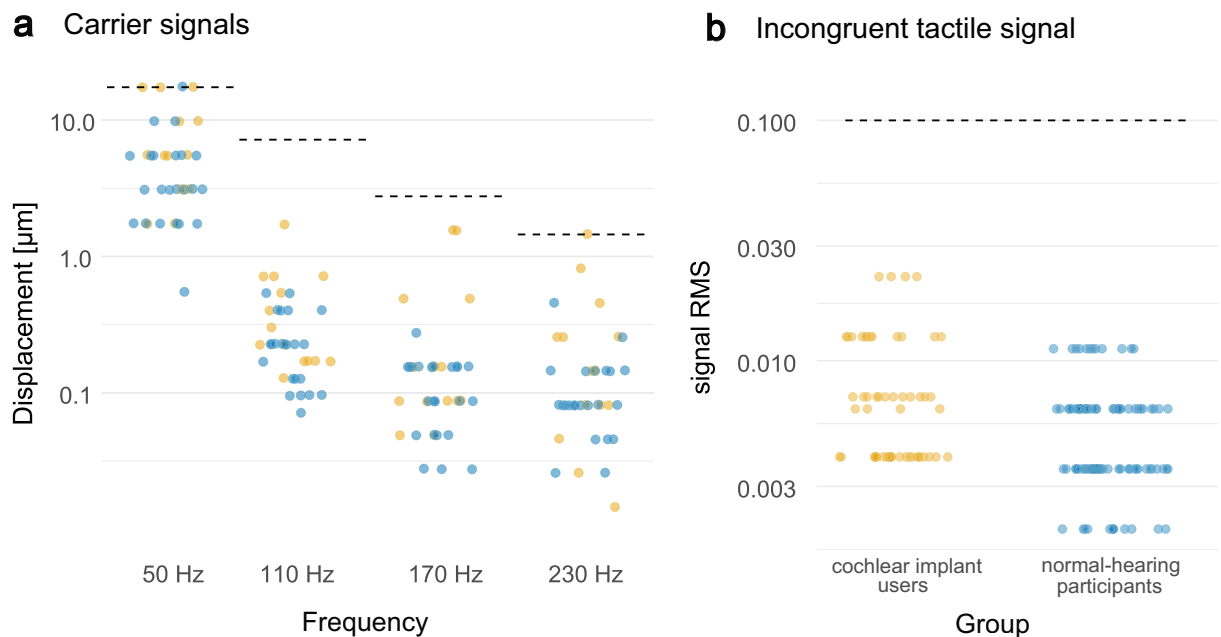 a Carrier signals
Displacement [µm]
10.0
1.0
0.1
50 Hz 110 Hz 170 Hz 230 Hz
Frequency
b Incongruent tactile signal
signal RMS
0.100
0.030
0.010
0.003
cochlear implant
users
normal-hearing
participants
Group